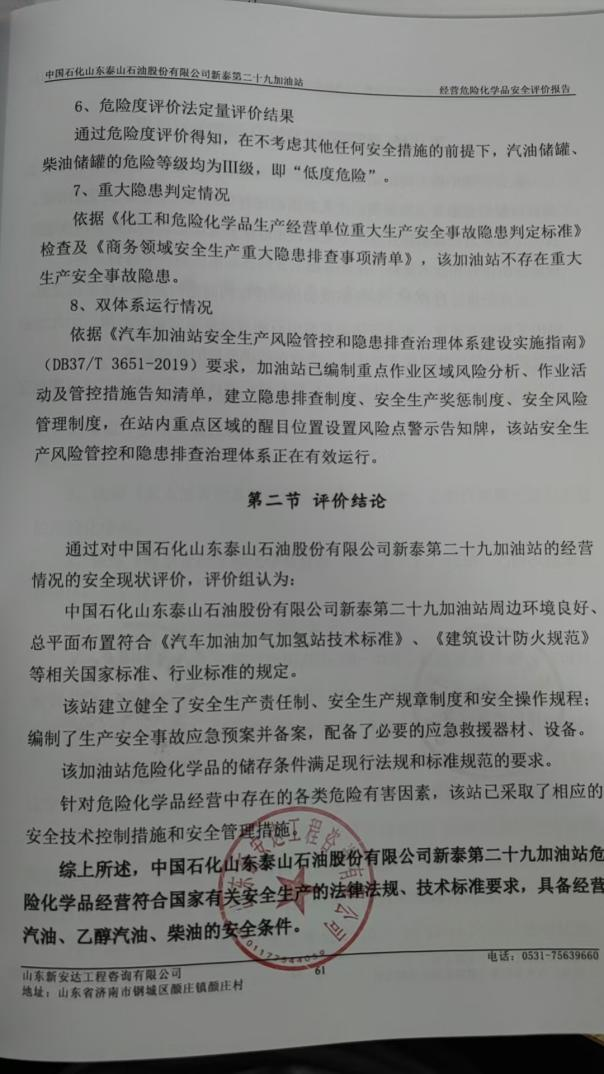 中国石化山东泰山石油股份有限公司新泰第二十九加油站
经营危险化学品安全评价报告
6、危险度评价法定量评价结果
通过危险度评价得知，在不考虑其他任何安全措施的前提下，汽油储罐、
柴油储罐的危险等级均为III级，即“低度危险”。
7、重大隐患判定情况
依据《化工和危险化学品生产经营单位重大生产安全事故隐患判定标准》
检查及《商务领域安全生产重大隐患排查事项清单》，该加油站不存在重大
生产安全事故隐患。
8、双体系运行情况
依据《汽车加油站安全生产风险管控和隐患排查治理体系建设实施指南》
（DB37/T 3651-2019）要求，加油站已编制重点作业区域风险分析、作业活
动及管控措施告知清单，建立隐患排查制度、安全生产奖惩制度、安全风险
管理制度，在站内重点区域的醒目位置设置风险点警示告知牌，该站安全生
产风险管控和隐患排查治理体系正在有效运行。
第二节 评价结论
通过对中国石化山东泰山石油股份有限公司新泰第二十九加油站的经营
情况的安全现状评价，评价组认为：
中国石化山东泰山石油股份有限公司新泰第二十九加油站周边环境良好、
总平面布置符合《汽车加油加气加氢站技术标准》、《建筑设计防火规范》
等相关国家标准、行业标准的规定。
该站建立健全了安全生产责任制、安全生产规章制度和安全操作规程；
编制了生产安全事故应急预案并备案，配备了必要的应急救援器材、设备。
该加油站危险化学品的储存条件满足现行法规和标准规范的要求。
针对危险化学品经营中存在的各类危险有害因素，该站已采取了相应的
安全技术控制措施和安全管理措施。
综上所述，中国石化山东泰山石油股份有限公司新泰第二十九加油站危
险化学品经营符合国家有关安全生产的法律法规、技术标准要求，具备经营
汽油、乙醇汽油、柴油的安全条件。
山东新安达工程咨询有限公司
61
电话：0531-75639660
地址：山东省济南市钢城区颜庄镇颜庄村